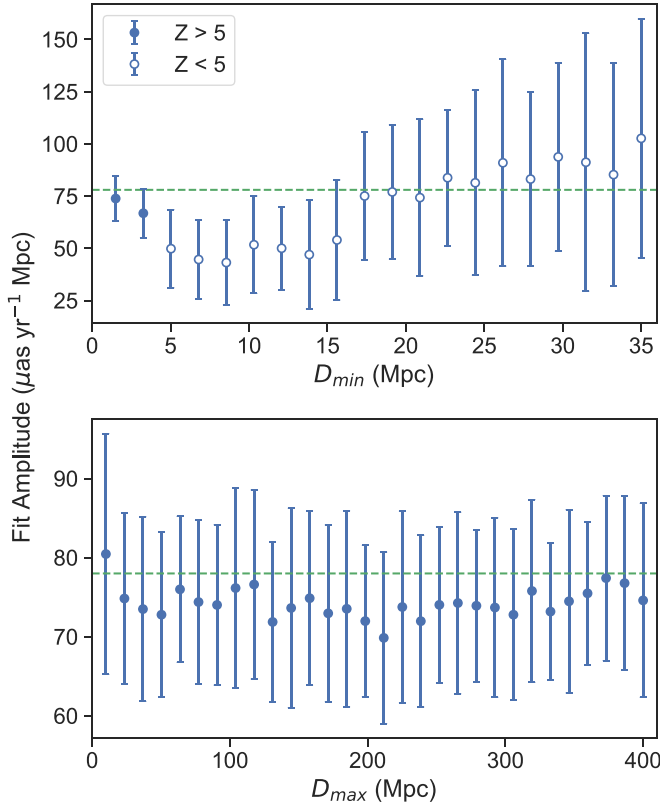 150
125
100
75
50
25
Z > 5
Z < 5
0 5 10 15 20 25 30 35
D_min (Mpc)
Fit Amplitude (μas yr⁻¹ Mpc)
90
80
70
60
0 100 200 300 400
D_max (Mpc)